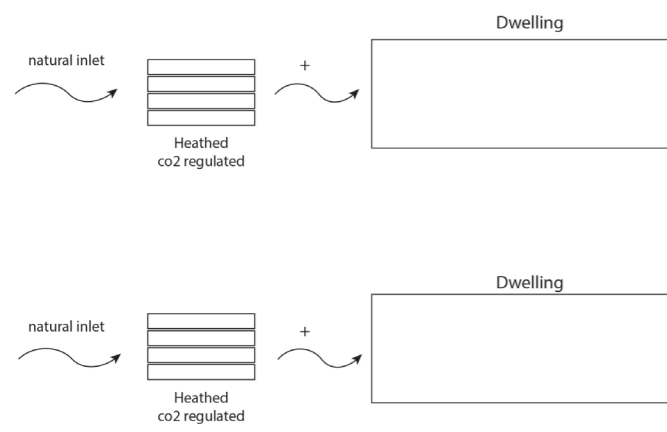 Dwelling
natural inlet
+
Heathed
co2 regulated
Dwelling
natural inlet
+
Heathed
co2 regulated